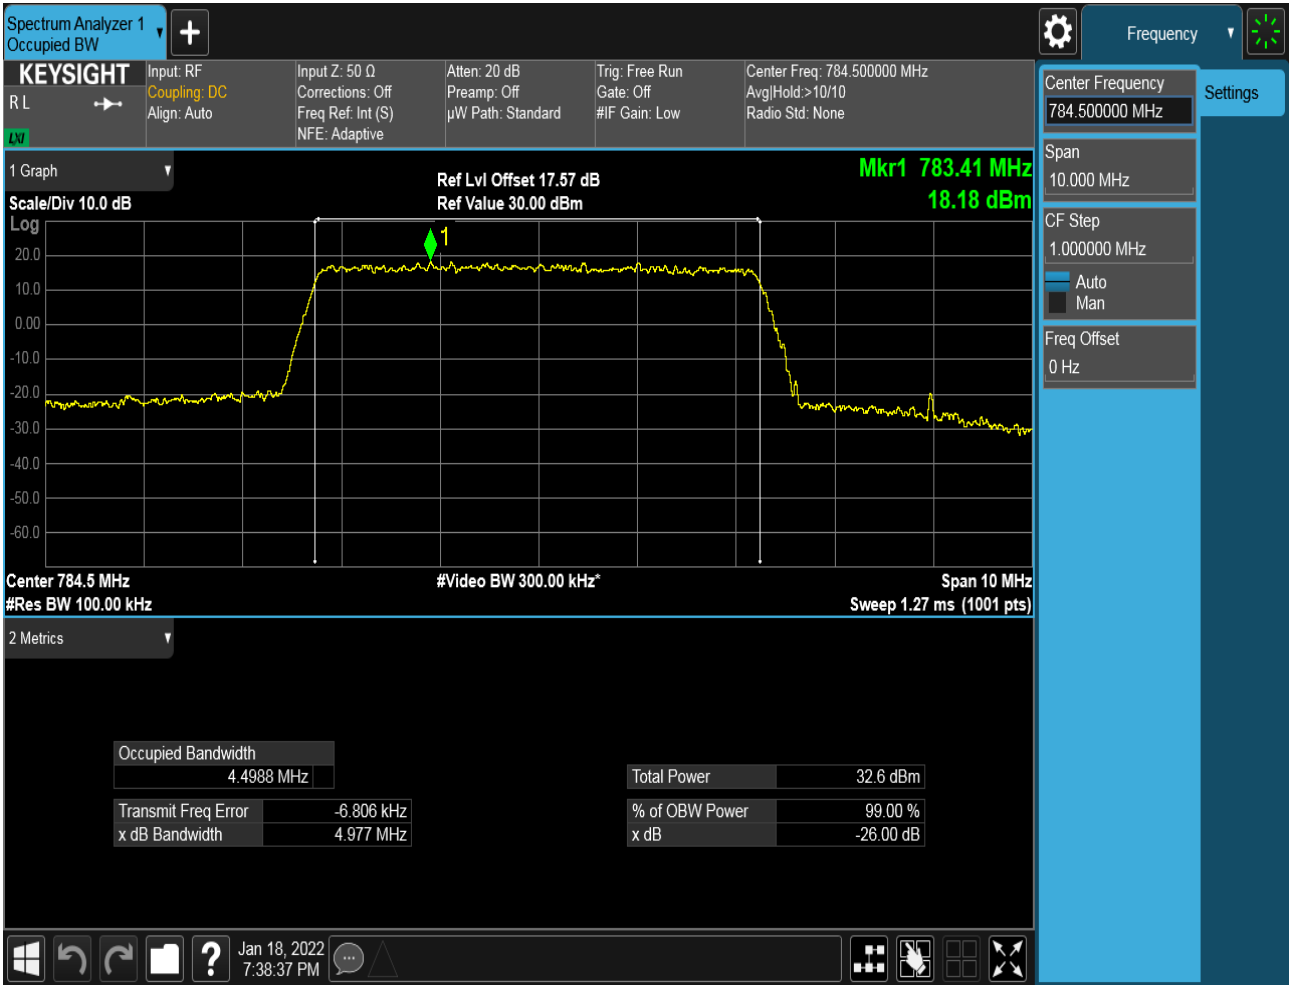 Spectrum Analyzer 1
Occupied BW
Frequency
KEYSIGHT
R L
LXI
Input: RF
Coupling: DC
Align: Auto
Input Z: 50 Ω
Corrections: Off
Freq Ref: Int (S)
NFE: Adaptive
Atten: 20 dB
Preamp: Off
µW Path: Standard
Trig: Free Run
Gate: Off
#IF Gain: Low
Center Freq: 784.500000 MHz
Avg|Hold:>10/10
Radio Std: None
Center Frequency
784.500000 MHz
Settings
Span
10.000 MHz
CF Step
1.000000 MHz
Auto
Man
Freq Offset
0 Hz
1 Graph
Scale/Div 10.0 dB
Ref Lvl Offset 17.57 dB
Ref Value 30.00 dBm
Mkr1 783.41 MHz
18.18 dBm
Log
1
20.0
10.0
0.00
-10.0
-20.0
-30.0
-40.0
-50.0
-60.0
Center 784.5 MHz
#Video BW 300.00 kHz*
Span 10 MHz
#Res BW 100.00 kHz
Sweep 1.27 ms (1001 pts)
2 Metrics
Occupied Bandwidth
4.4988 MHz
Total Power 32.6 dBm
Transmit Freq Error -6.806 kHz
% of OBW Power 99.00 %
x dB Bandwidth 4.977 MHz
x dB -26.00 dB
?
Jan 18, 2022
7:38:37 PM